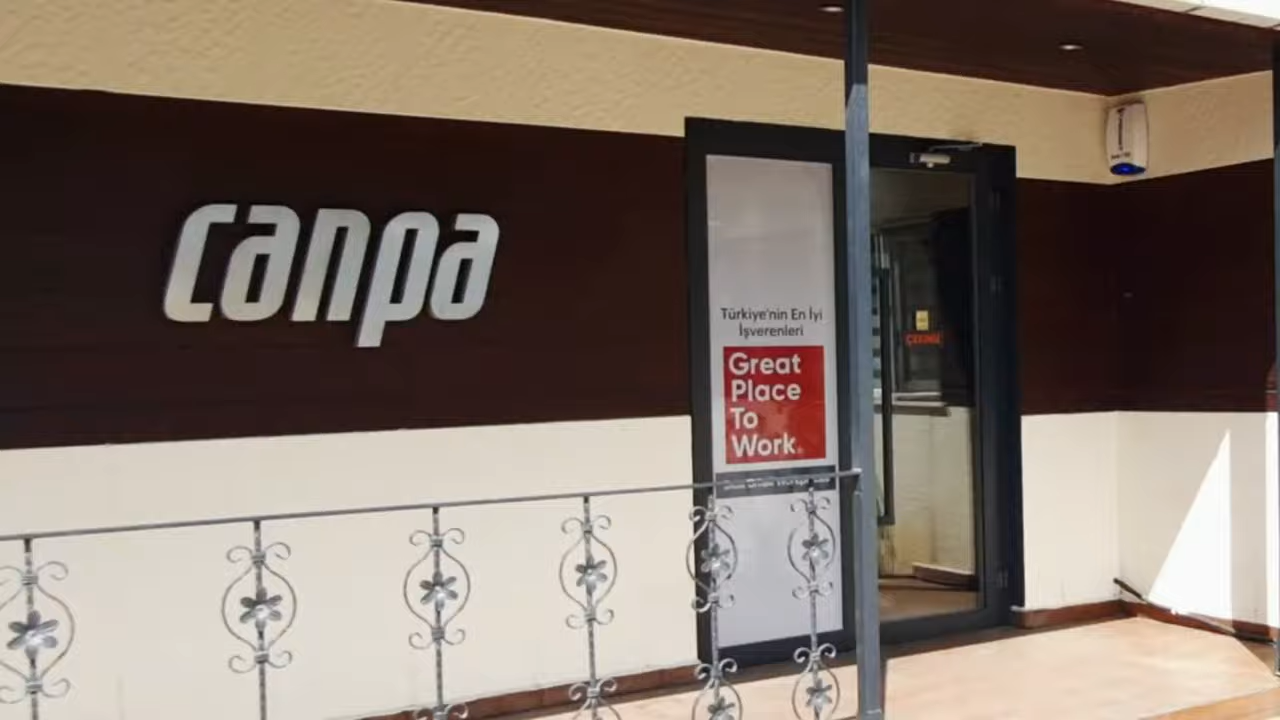 canpa
Türkiye'nin En İyi
İşverenleri
Great
Place
To
Work.
ÇEKİNİZ